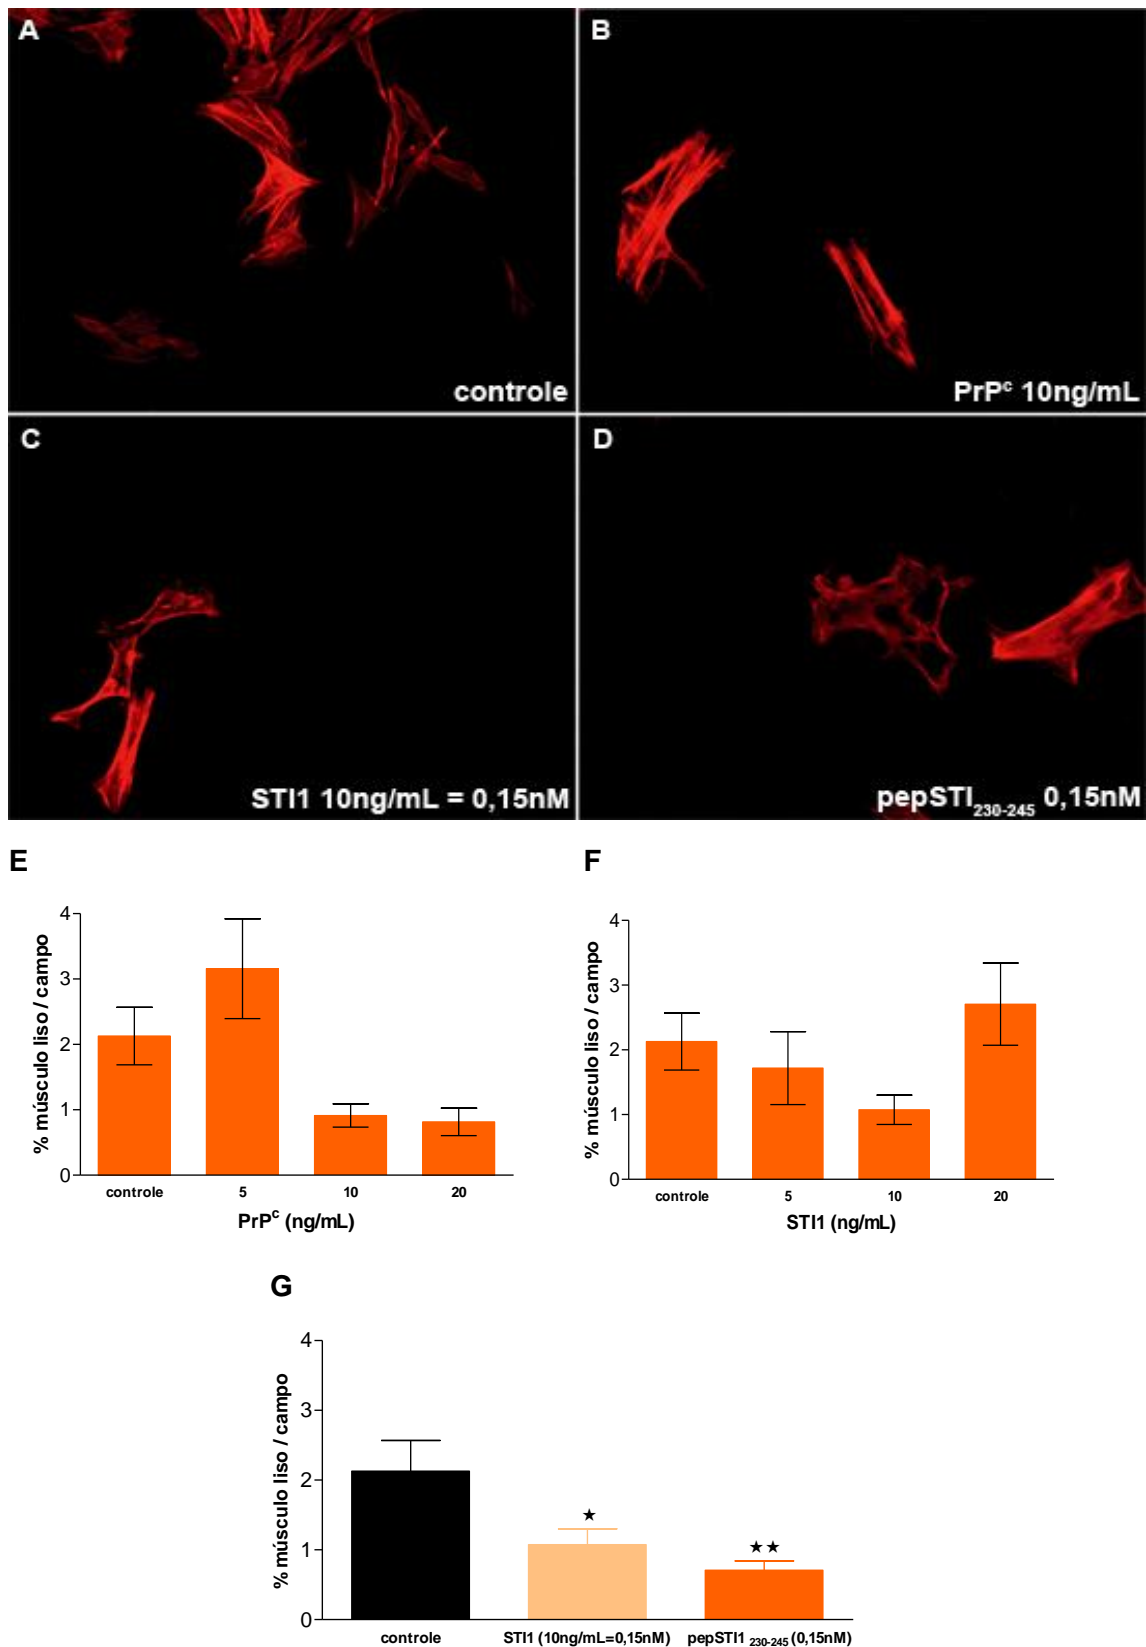 A
controle
B
PrPᶜ 10ng/mL
C
STI1 10ng/mL = 0,15nM
D
pepSTI₂₃₀₋₂₄₅ 0,15nM
E
% músculo liso / campo
4
3
2
1
0
controle 5 10 20
PrPᶜ (ng/mL)
F
% músculo liso / campo
4
3
2
1
0
controle 5 10 20
STI1 (ng/mL)
G
% músculo liso / campo
4
3
2
1
0
★
★★
controle STI1 (10ng/mL=0,15nM) pepSTI1 ₂₃₀₋₂₄₅ (0,15nM)